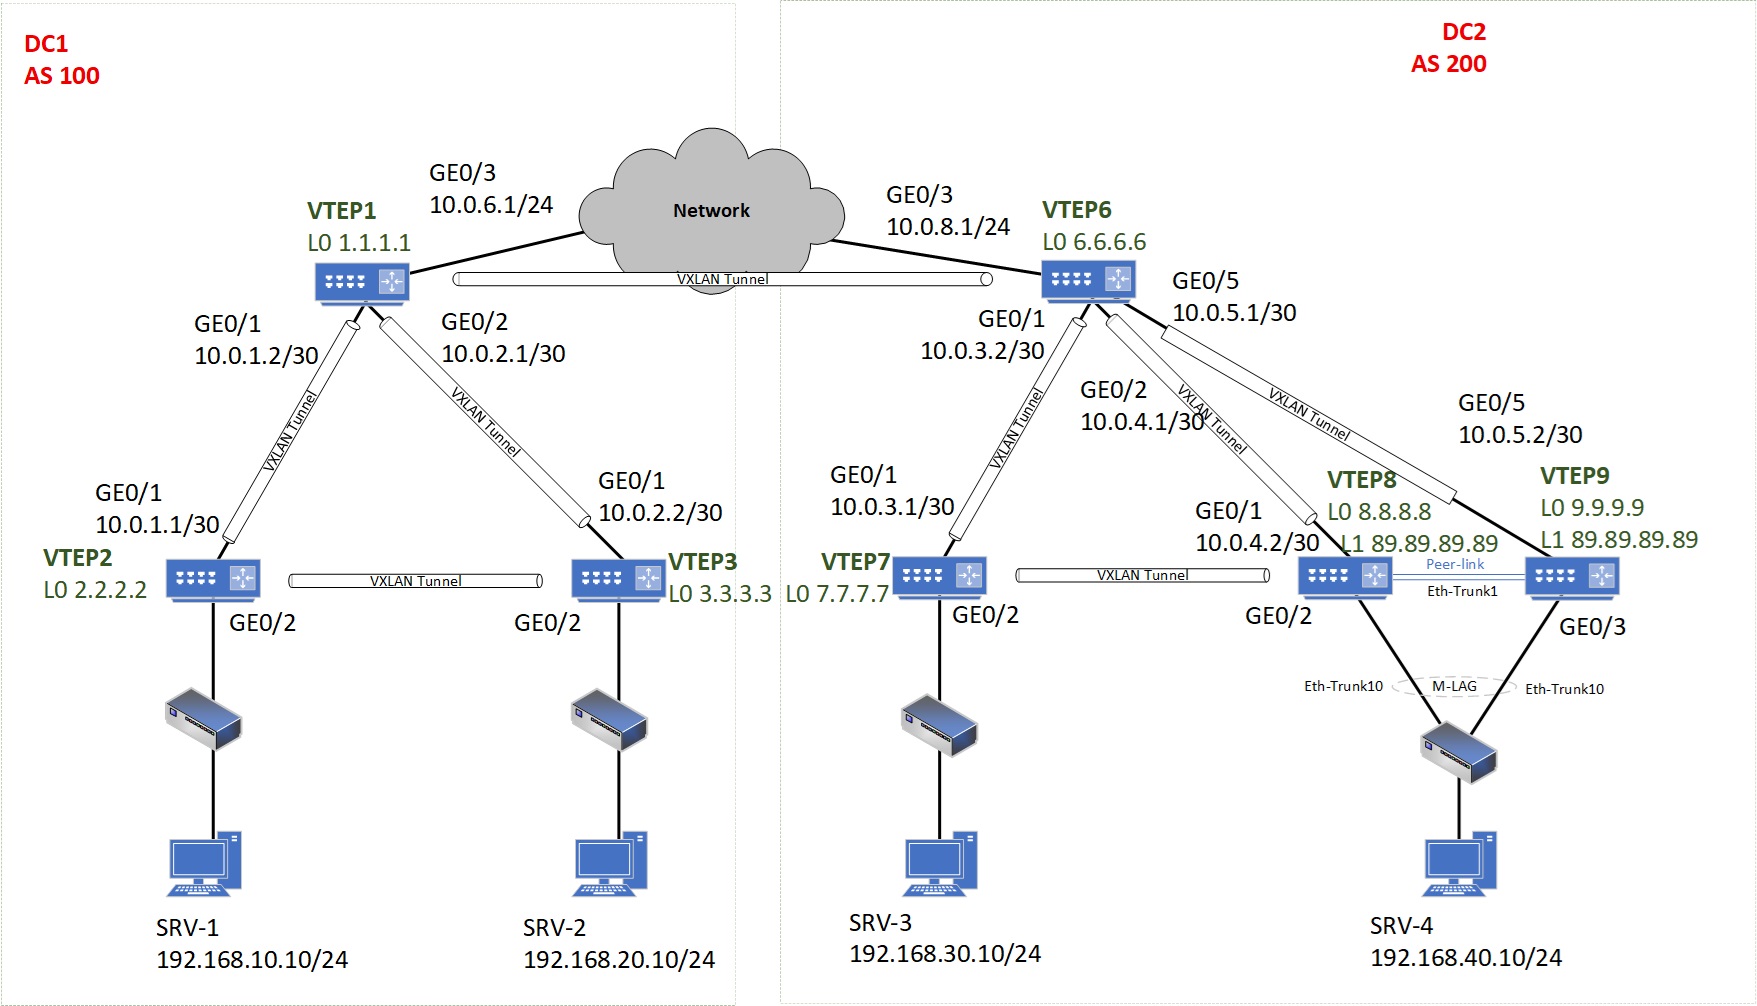 DC1
AS 100
DC2
AS 200
GE0/3
10.0.6.1/24
Network
GE0/3
10.0.8.1/24
VTEP1
L0 1.1.1.1
VTEP6
L0 6.6.6.6
VXLAN Tunnel
GE0/1
10.0.1.2/30
GE0/2
10.0.2.1/30
GE0/1
10.0.3.2/30
GE0/5
10.0.5.1/30
VXLAN Tunnel
VXLAN Tunnel
VXLAN Tunnel
GE0/2
10.0.4.1/30
VXLAN Tunnel
VXLAN Tunnel
GE0/5
10.0.5.2/30
GE0/1
10.0.1.1/30
GE0/1
10.0.2.2/30
GE0/1
10.0.3.1/30
GE0/1
10.0.4.2/30
VTEP8
L0 8.8.8.8
L1 89.89.89.89
VTEP9
L0 9.9.9.9
L1 89.89.89.89
VTEP2
L0 2.2.2.2
VXLAN Tunnel
VTEP3
L0 3.3.3.3
VTEP7
L0 7.7.7.7
VXLAN Tunnel
Peer-link
Eth-Trunk1
GE0/2
GE0/2
GE0/2
GE0/2
GE0/3
Eth-Trunk10
M-LAG
Eth-Trunk10
SRV-1
192.168.10.10/24
SRV-2
192.168.20.10/24
SRV-3
192.168.30.10/24
SRV-4
192.168.40.10/24